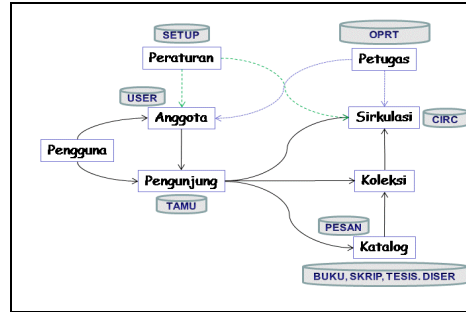 SETUP
OPRT
Peraturan
Petugas
USER
Anggota
Sirkulasi
CIRC
Pengguna
Pengunjung
Koleksi
TAMU
PESAN
Katalog
BUKU, SKRIP, TESIS. DISER